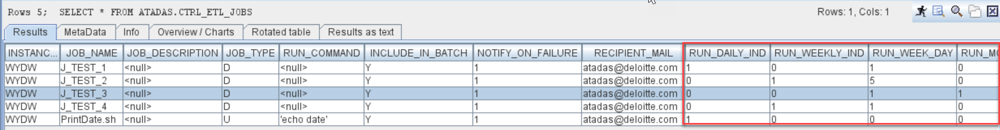 Rows 5; SELECT * FROM ATADAS.CTRL_ETL_JOBS Rows: 1, Cols: 1
Results MetaData Info Overview / Charts Rotated table Results as text
INSTANC... JOB_NAME JOB_DESCRIPTION JOB_TYPE RUN_COMMAND INCLUDE_IN_BATCH NOTIFY_ON_FAILURE RECIPIENT_MAIL RUN_DAILY_IND RUN_WEEKLY_IND RUN_WEEK_DAY RUN_MO
WYDW J_TEST_1 <null> D <null> Y 1 atadas@deloitte.com 1 0 1 0
WYDW J_TEST_2 <null> D <null> Y 1 atadas@deloitte.com 0 1 5 0
WYDW J_TEST_3 <null> D <null> Y 1 atadas@deloitte.com 0 0 1 1
WYDW J_TEST_4 <null> D <null> Y 1 atadas@deloitte.com 0 1 1 0
WYDW PrintDate.sh <null> U 'echo date' Y 1 atadas@deloitte.com 1 0 0 0